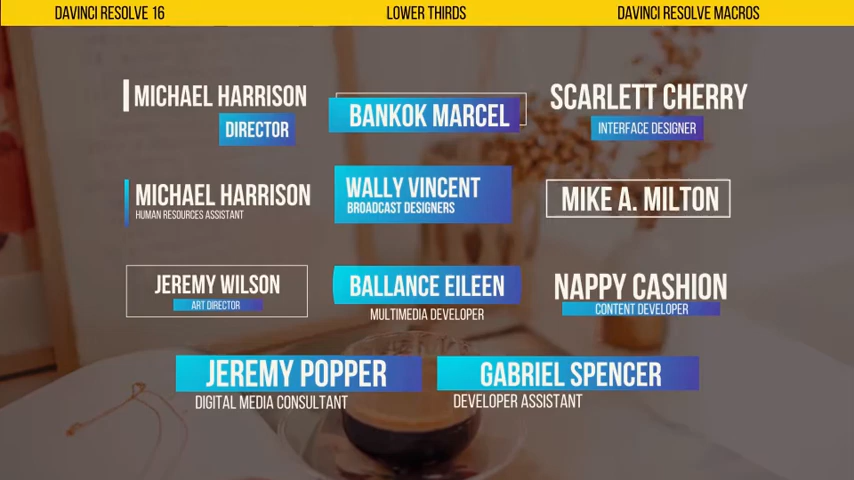 DAVINCI RESOLVE 16
LOWER THIRDS
DAVINCI RESOLVE MACROS
MICHAEL HARRISON
DIRECTOR
BANKOK MARCEL
SCARLETT CHERRY
INTERFACE DESIGNER
MICHAEL HARRISON
HUMAN RESOURCES ASSISTANT
WALLY VINCENT
BROADCAST DESIGNERS
MIKE A. MILTON
JEREMY WILSON
ART DIRECTOR
BALLANCE EILEEN
MULTIMEDIA DEVELOPER
NAPPY CASHION
CONTENT DEVELOPER
JEREMY POPPER
DIGITAL MEDIA CONSULTANT
GABRIEL SPENCER
DEVELOPER ASSISTANT